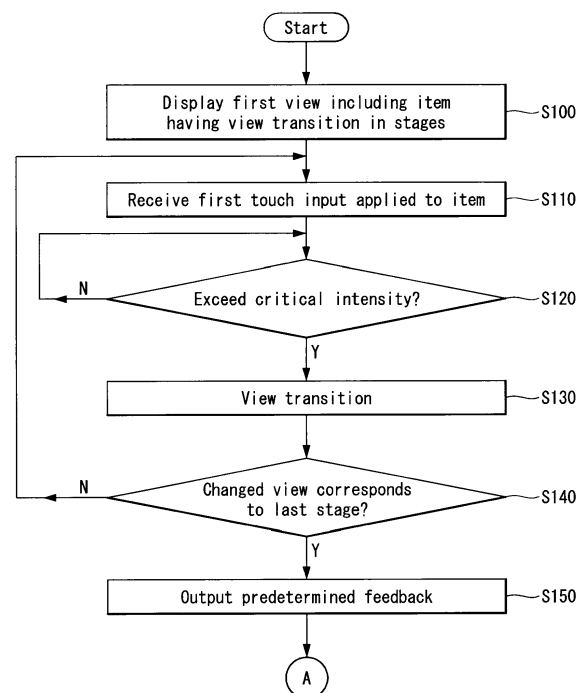 Start
Display first view including item
having view transition in stages
S100
Receive first touch input applied to item
S110
Exceed critical intensity?
S120
N
Y
View transition
S130
Changed view corresponds
to last stage?
S140
N
Y
Output predetermined feedback
S150
A